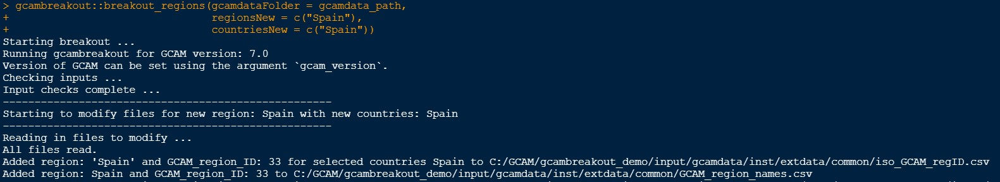 > gcambreakout::breakout_regions(gcamdataFolder = gcamdata_path,
+                                regionsNew = c("Spain"),
+                                countriesNew = c("Spain"))
Starting breakout ...
Running gcambreakout for GCAM version: 7.0
Version of GCAM can be set using the argument `gcam_version`.
Checking inputs ...
Input checks complete ...
----------------------------------------------------
Starting to modify files for new region: Spain with new countries: Spain
----------------------------------------------------
Reading in files to modify ...
All files read.
Added region: 'Spain' and GCAM_region_ID: 33 for selected countries Spain to C:/GCAM/gcambreakout_demo/input/gcamdata/inst/extdata/common/iso_GCAM_regID.csv
Added region: Spain and GCAM_region_ID: 33 to C:/GCAM/gcambreakout_demo/input/gcamdata/inst/extdata/common/GCAM_region_names.csv